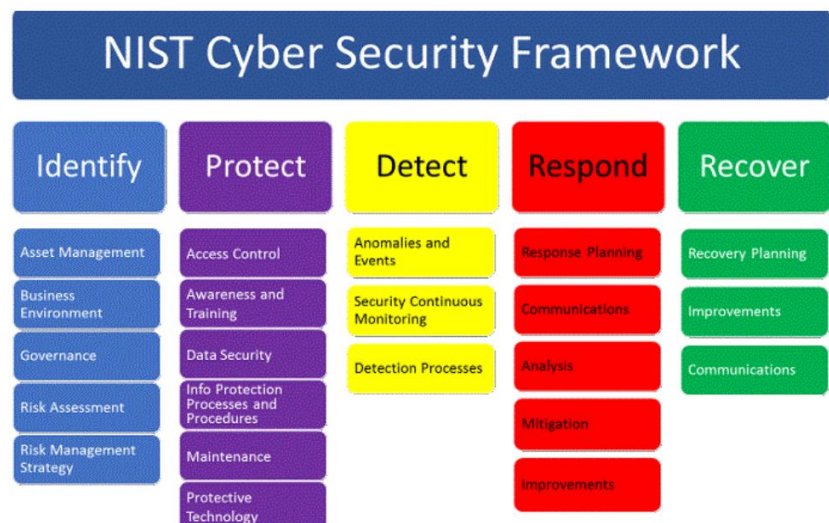 NIST Cyber Security Framework
Identify
Protect
Detect
Respond
Recover
Asset Management
Business
Environment
Governance
Risk Assessment
Risk Management
Strategy
Access Control
Awareness and
Training
Data Security
Info Protection
Processes and
Procedures
Maintenance
Protective
Technology
Anomalies and
Events
Security Continuous
Monitoring
Detection Processes
Response Planning
Communications
Analysis
Mitigation
Improvements
Recovery Planning
Improvements
Communications